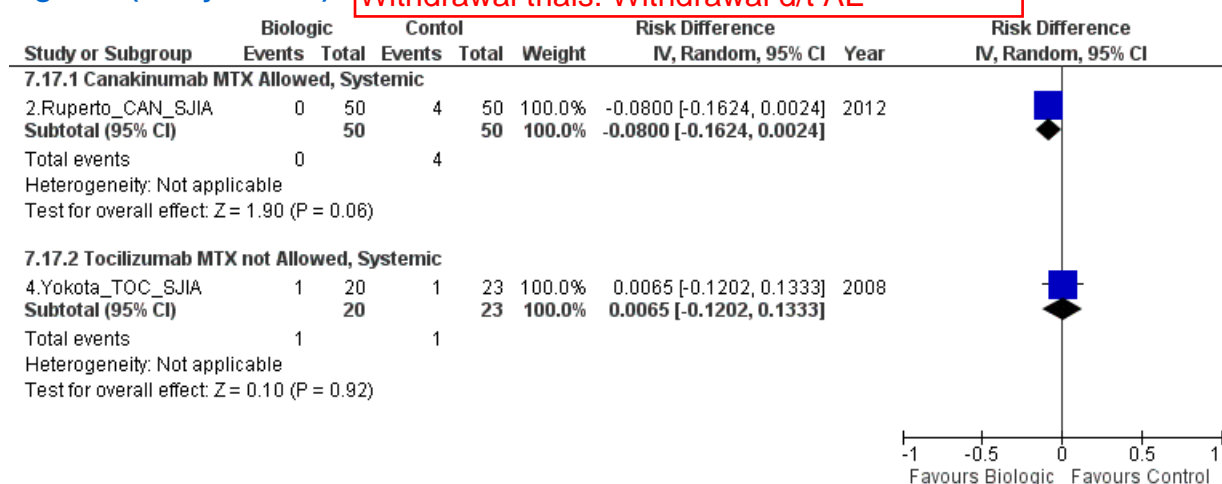 Withdrawal trials: Withdrawal d/t AE
Biologic Contol Risk Difference Risk Difference
Study or Subgroup Events Total Events Total Weight IV, Random, 95% CI Year IV, Random, 95% CI
7.17.1 Canakinumab MTX Allowed, Systemic
2.Ruperto_CAN_SJIA 0 50 4 50 100.0% -0.0800 [-0.1624, 0.0024] 2012
Subtotal (95% CI) 50 50 100.0% -0.0800 [-0.1624, 0.0024]
Total events 0 4
Heterogeneity: Not applicable
Test for overall effect: Z = 1.90 (P = 0.06)
7.17.2 Tocilizumab MTX not Allowed, Systemic
4.Yokota_TOC_SJIA 1 20 1 23 100.0% 0.0065 [-0.1202, 0.1333] 2008
Subtotal (95% CI) 20 23 100.0% 0.0065 [-0.1202, 0.1333]
Total events 1 1
Heterogeneity: Not applicable
Test for overall effect: Z = 0.10 (P = 0.92)
-1 -0.5 0 0.5 1
Favours Biologic Favours Control